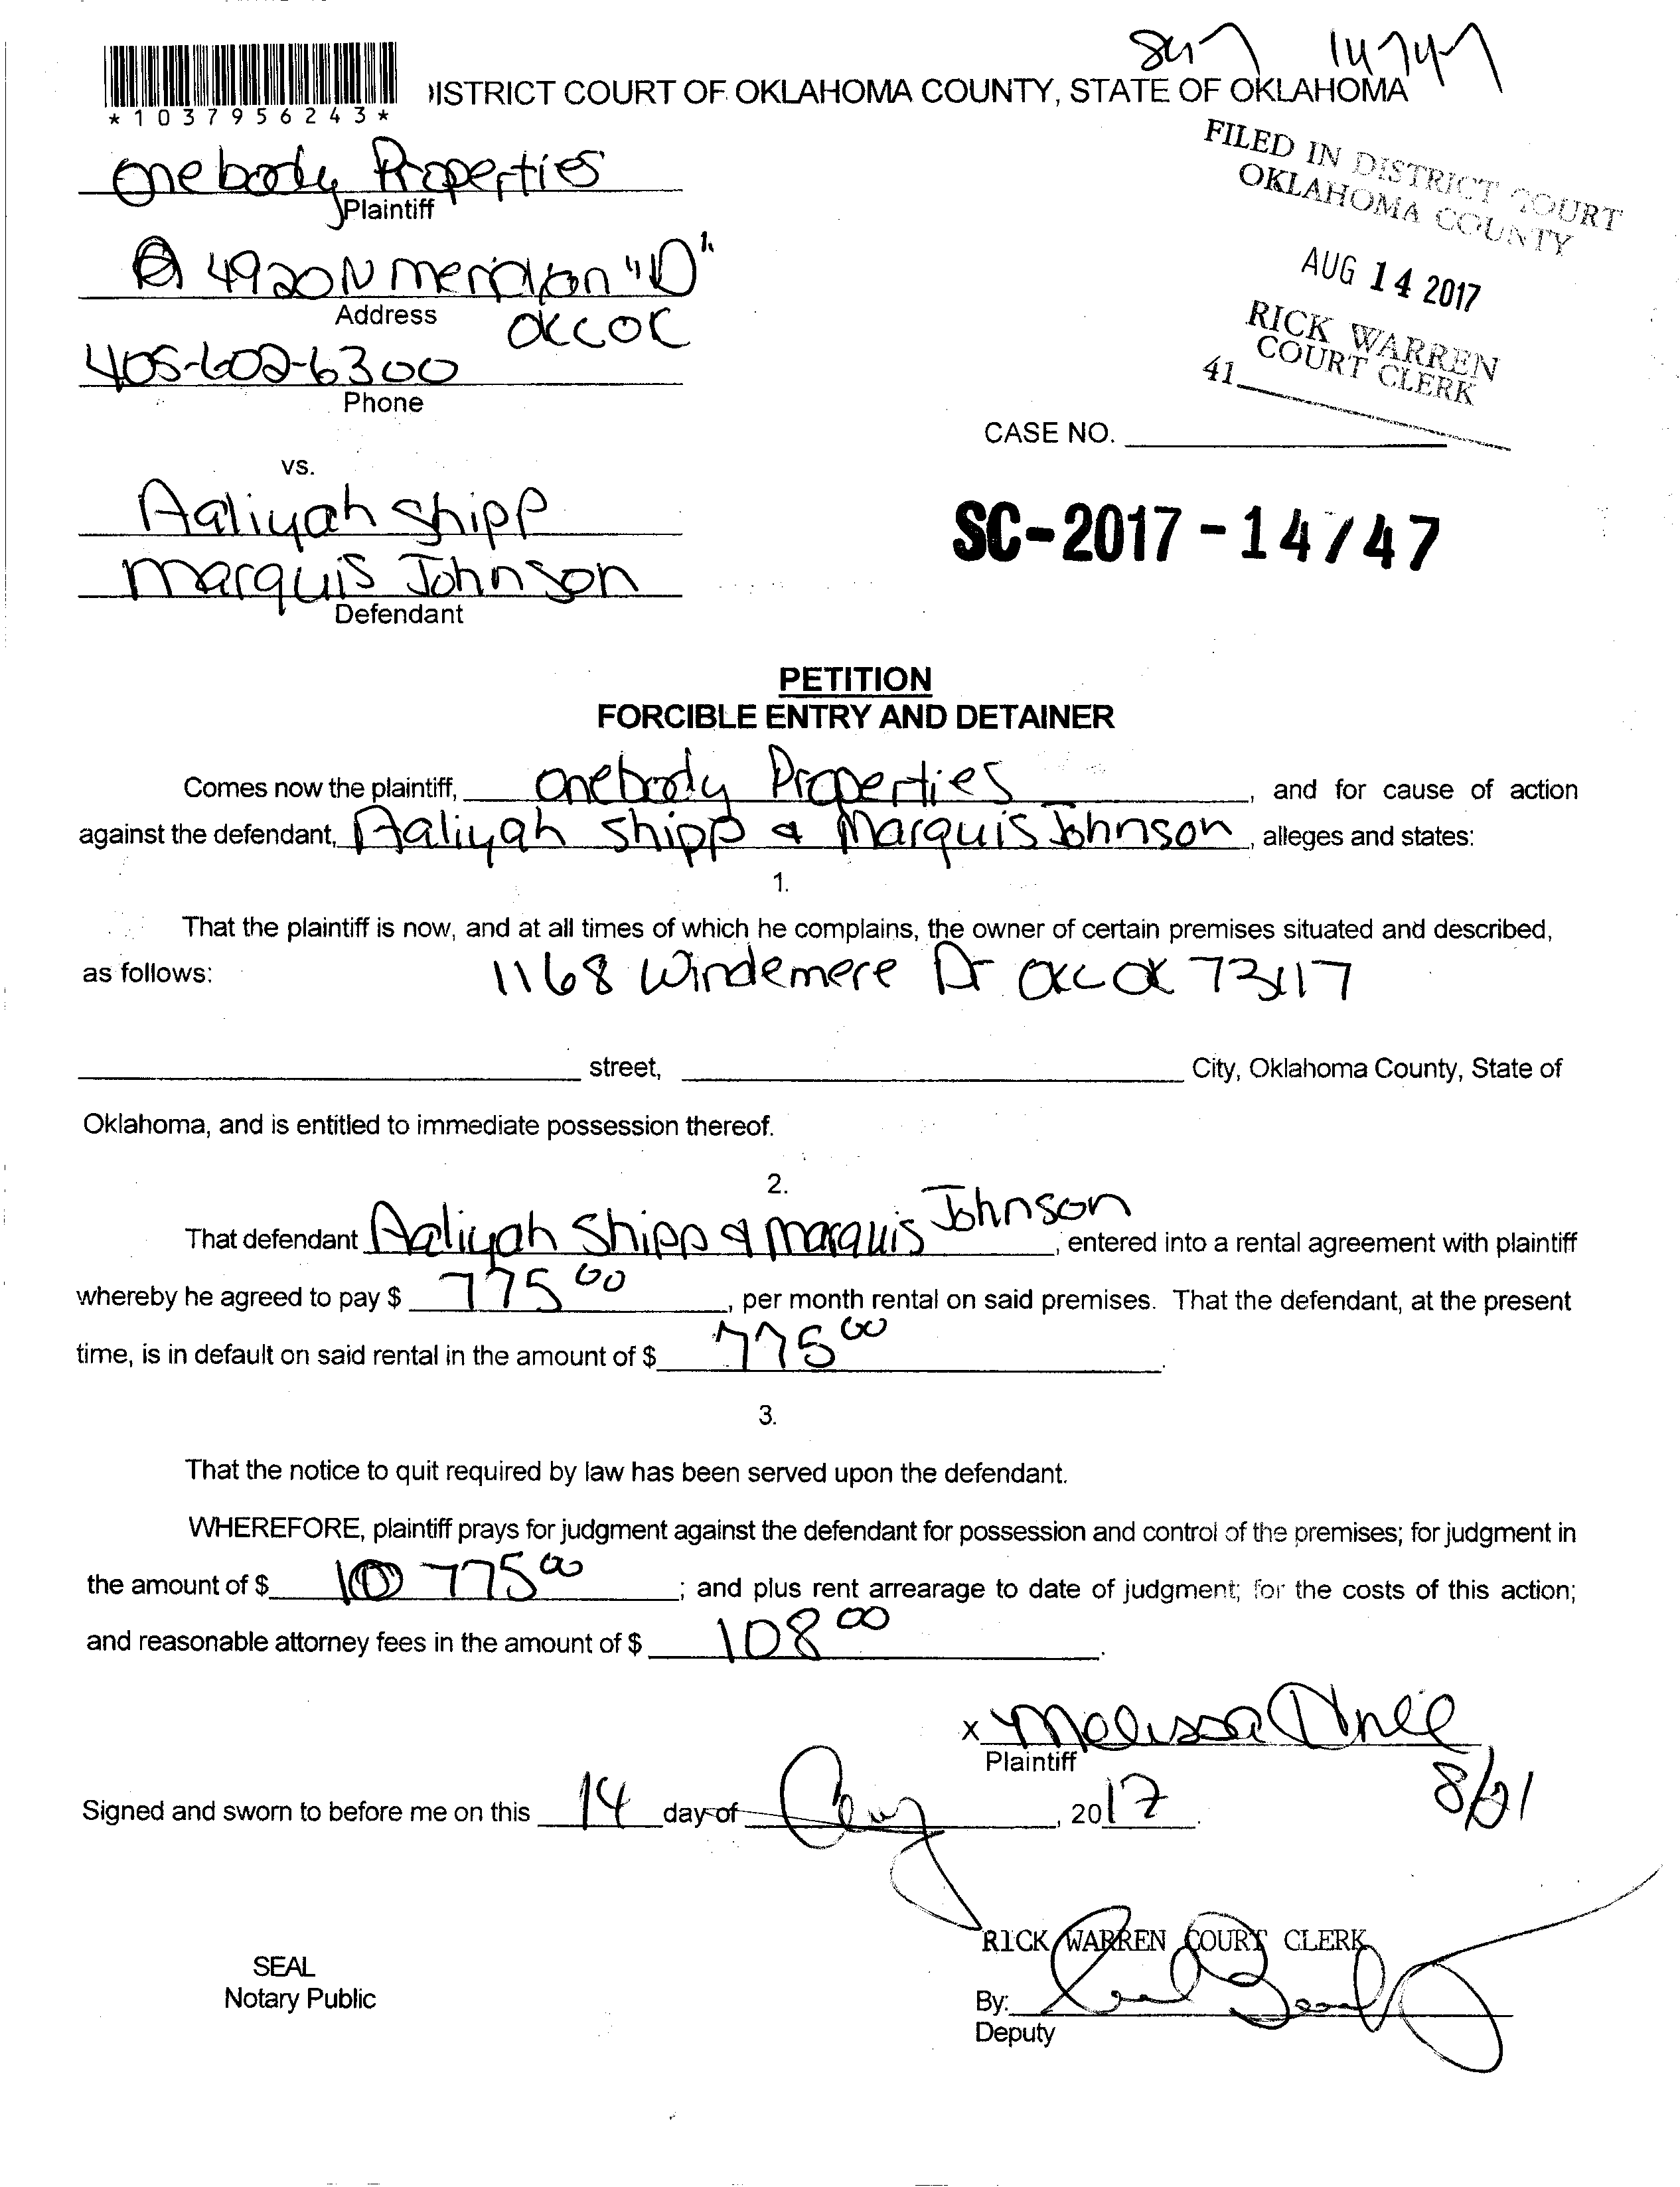 14747
*1037956243*
ISTRICT COURT OF OKLAHOMA COUNTY, STATE OF OKLAHOMA
FILED IN DISTRICT COURT
OKLAHOMA COUNTY
AUG 14 2017
RICK WARREN
COURT CLERK
41
Onebody Properties
Plaintiff
4920 N meridian "D"
Address
OKC OK
405-602-6300
Phone
CASE NO.
vs.
Aaliyah Shipp
Marquis Johnson
Defendant
SC-2017-14747
PETITION
FORCIBLE ENTRY AND DETAINER
Comes now the plaintiff, Onebody Properties, and for cause of action
against the defendant, Aaliyah Shipp & Marquis Johnson, alleges and states:
1.
That the plaintiff is now, and at all times of which he complains, the owner of certain premises situated and described,
as follows: 1168 Windemere Dr OKC OK 73117
street, City, Oklahoma County, State of
Oklahoma, and is entitled to immediate possession thereof.
2.
That defendant Aaliyah Shipp & Marquis Johnson, entered into a rental agreement with plaintiff
whereby he agreed to pay $ 775 00, per month rental on said premises. That the defendant, at the present
time, is in default on said rental in the amount of $ 775 00.
3.
That the notice to quit required by law has been served upon the defendant.
WHEREFORE, plaintiff prays for judgment against the defendant for possession and control of the premises; for judgment in
the amount of $ 775 00; and plus rent arrearage to date of judgment; for the costs of this action;
and reasonable attorney fees in the amount of $ 108 00.
x Melissa
Plaintiff
8/21
Signed and sworn to before me on this 14 day of Aug, 2017.
RICK WARREN COURT CLERK
SEAL
Notary Public
By:
Deputy